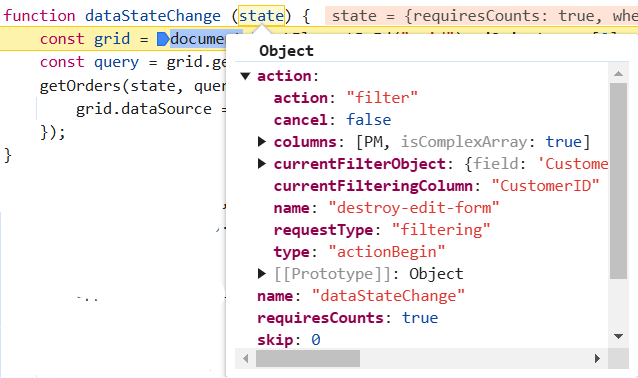 function dataStateChange (state) { state = {requiresCounts: true, whe
const grid = document
const query = grid.ge
getOrders(state, que
grid.dataSource =
});
}
Object
action:
action: "filter"
cancel: false
columns: [PM, isComplexArray: true]
currentFilterObject: {field: 'Custome
currentFilteringColumn: "CustomerID"
name: "destroy-edit-form"
requestType: "filtering"
type: "actionBegin"
[[Prototype]]: Object
name: "dataStateChange"
requiresCounts: true
skip: 0